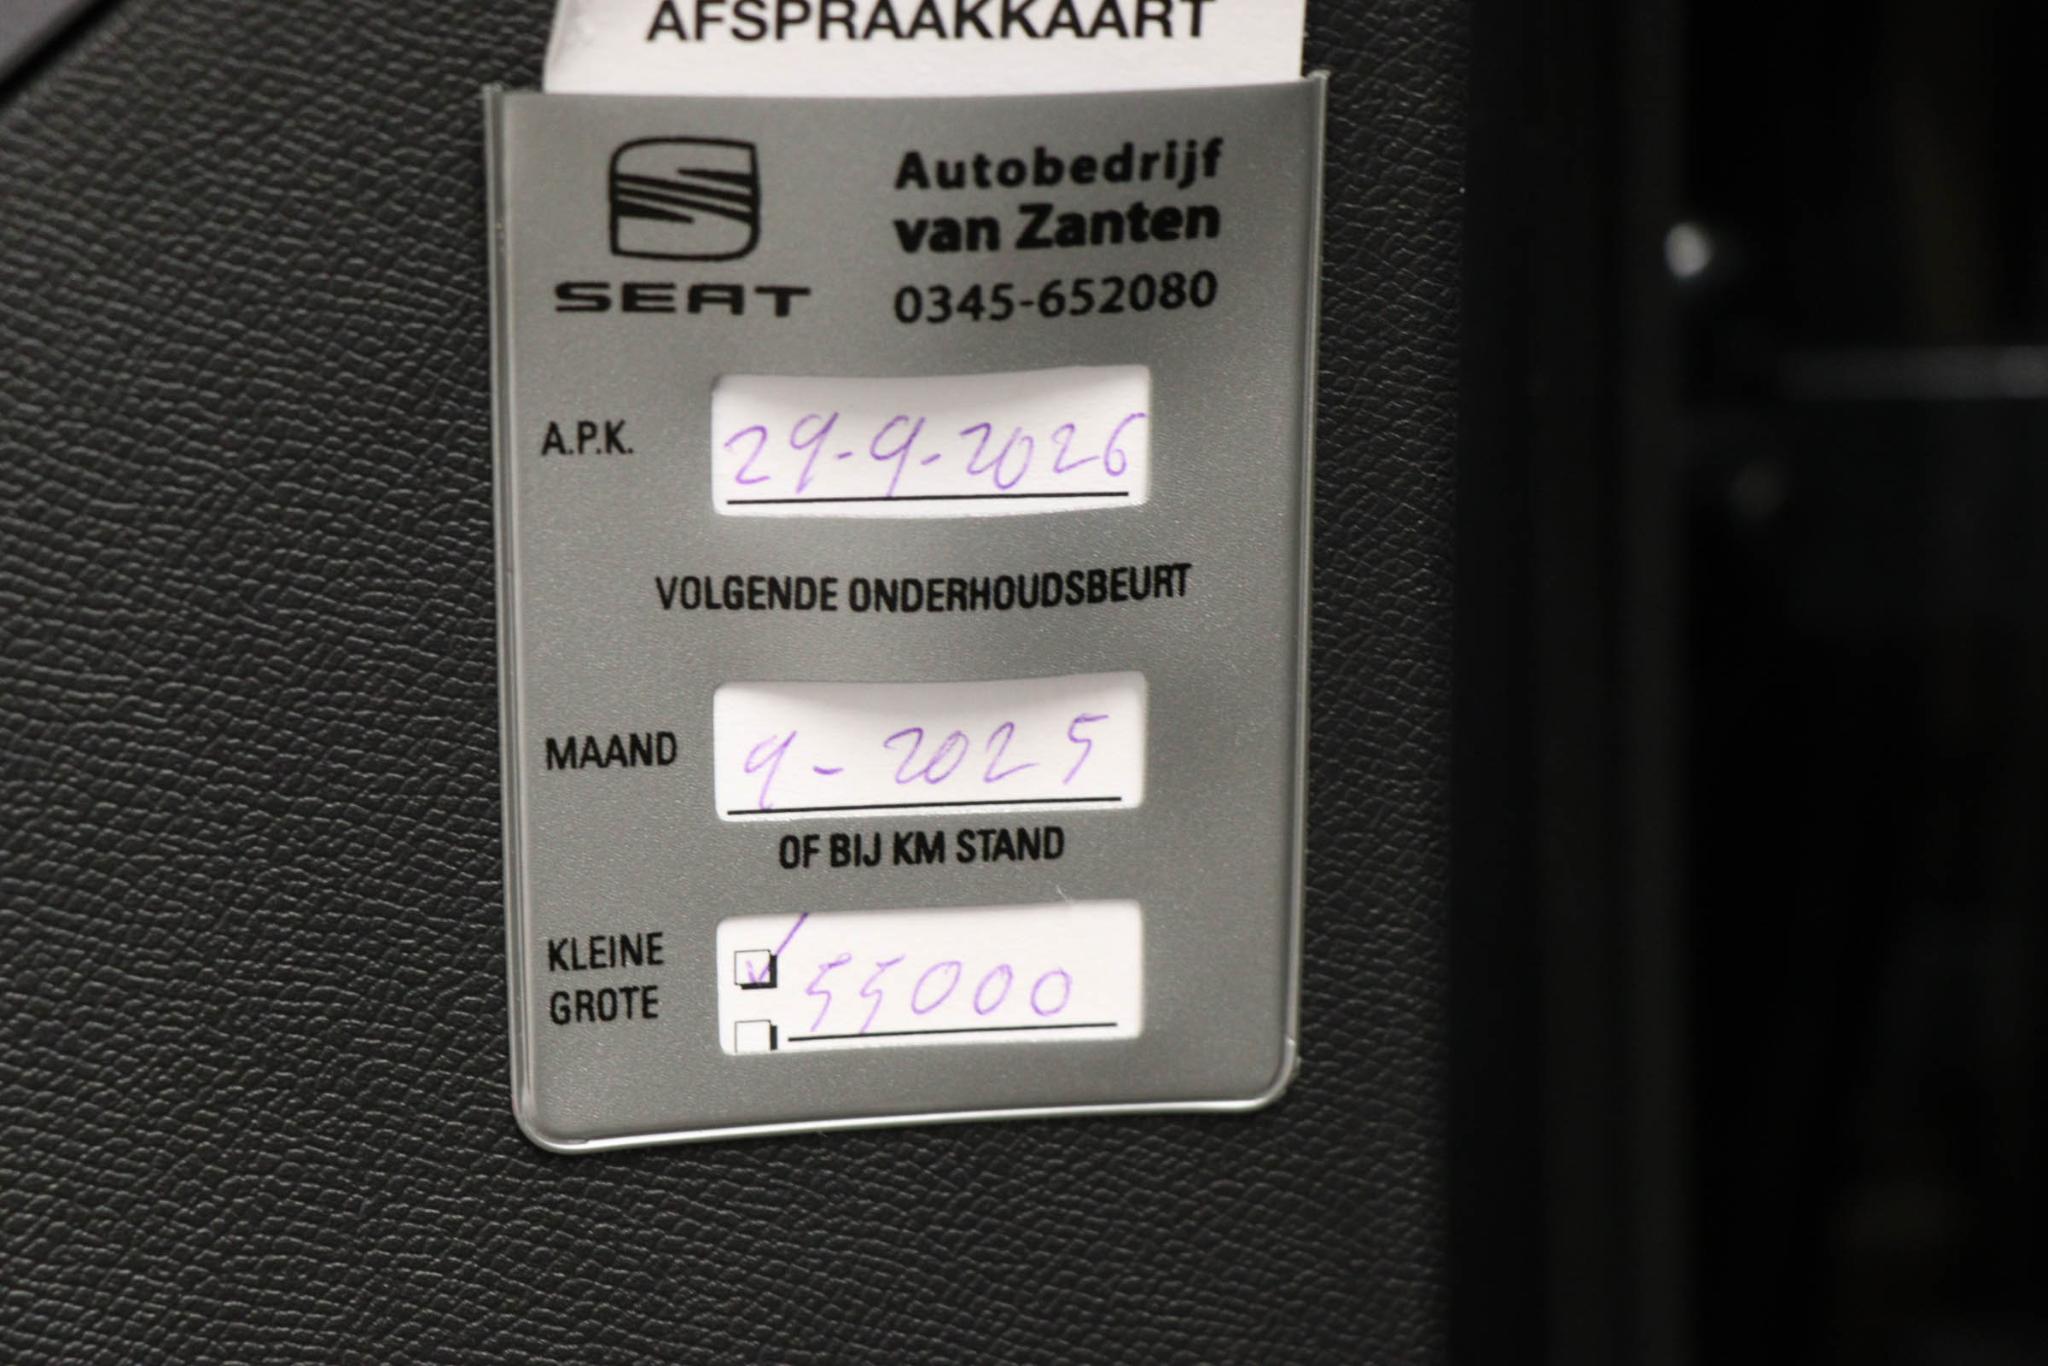 AFSPRAAKKAART
SEAT
Autobedrijf
van Zanten
0345-652080
A.P.K. 29-9-2026
VOLGENDE ONDERHOUDSBEURT
MAAND 9-2025
OF BIJ KM STAND
KLEINE 55000
GROTE